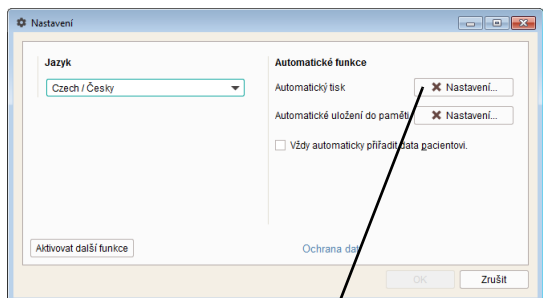 Nastavení
Jazyk
Czech / Česky
Automatické funkce
Automatický tisk
Nastavení...
Automatické uložení do paměti
Nastavení...
Vždy automaticky přiřadit data pacientovi.
Aktivovat další funkce
Ochrana dat
OK
Zrušit